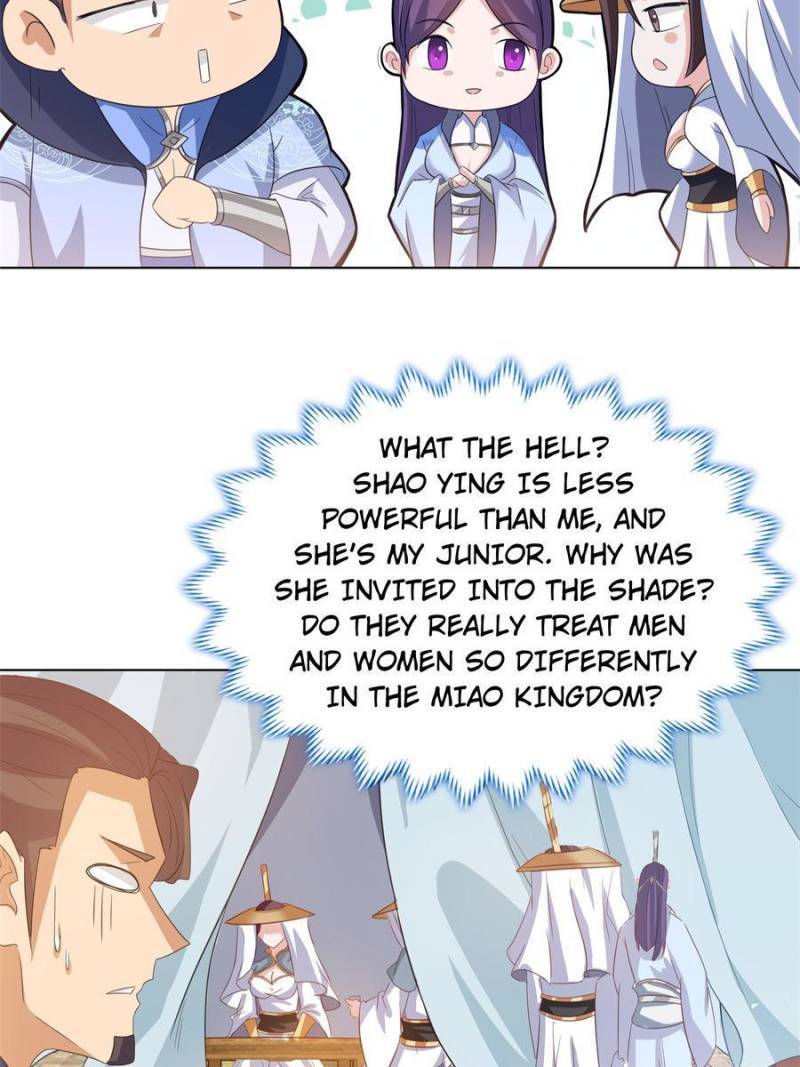 WHAT THE HELL?
SHAO YING IS LESS
POWERFUL THAN ME, AND
SHE'S MY JUNIOR. WHY WAS
SHE INVITED INTO THE SHADE?
DO THEY REALLY TREAT MEN
AND WOMEN SO DIFFERENTLY
IN THE MIAO KINGDOM?